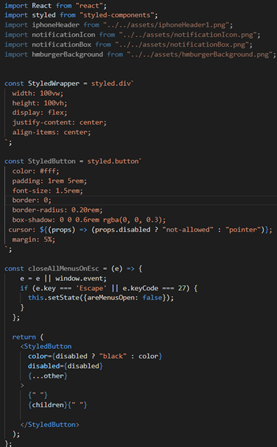 import React from "react";
import styled from "styled-components";
import iphoneHeader from "../../assets/iphoneHeader1.png";
import notificationIcon from "../../assets/notificationIcon.png";
import notificationBox from "../../assets/notificationBox.png";
import hmburgerBackground from "../../assets/hmburgerBackground.png";
const StyledWrapper = styled.div`
width: 100vw;
height: 100vh;
display: flex;
justify-content: center;
align-items: center;
`;
const StyledButton = styled.button`
color: #fff;
padding: 1rem 5rem;
font-size: 1.5rem;
border: 0;
border-radius: 0.20rem;
box-shadow: 0 0 0.6rem rgba(0, 0, 0.3);
cursor: ${(props) => (props.disabled ? "not-allowed" : "pointer")};
margin: 5%;
`;
const closeAllMenusOnEsc = (e) => {
e = e || window.event;
if (e.key === 'Escape' || e.keyCode === 27) {
this.setState({areMenusOpen: false});
}
};
return (
<StyledButton
color={disabled ? "black" : color}
disabled={disabled}
{...other}
>
{" "}
{children}{" "}
</StyledButton>
);
};